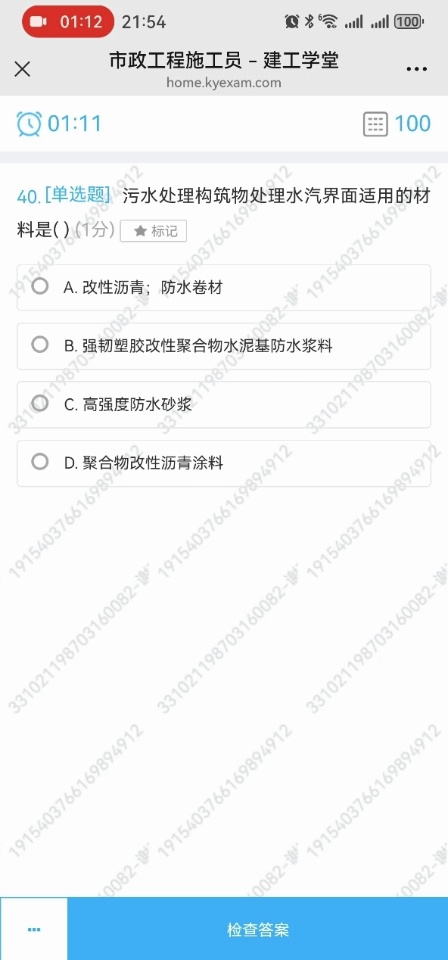 01:12 21:54 100
市政工程施工员 – 建工学堂
home.kyexam.com
01:11 100
40. [单选题] 污水处理构筑物处理水汽界面适用的材
料是( ) (1分) ★ 标记
A. 改性沥青；防水卷材
B. 强韧塑胶改性聚合物水泥基防水浆料
C. 高强度防水砂浆
D. 聚合物改性沥青涂料
检查答案